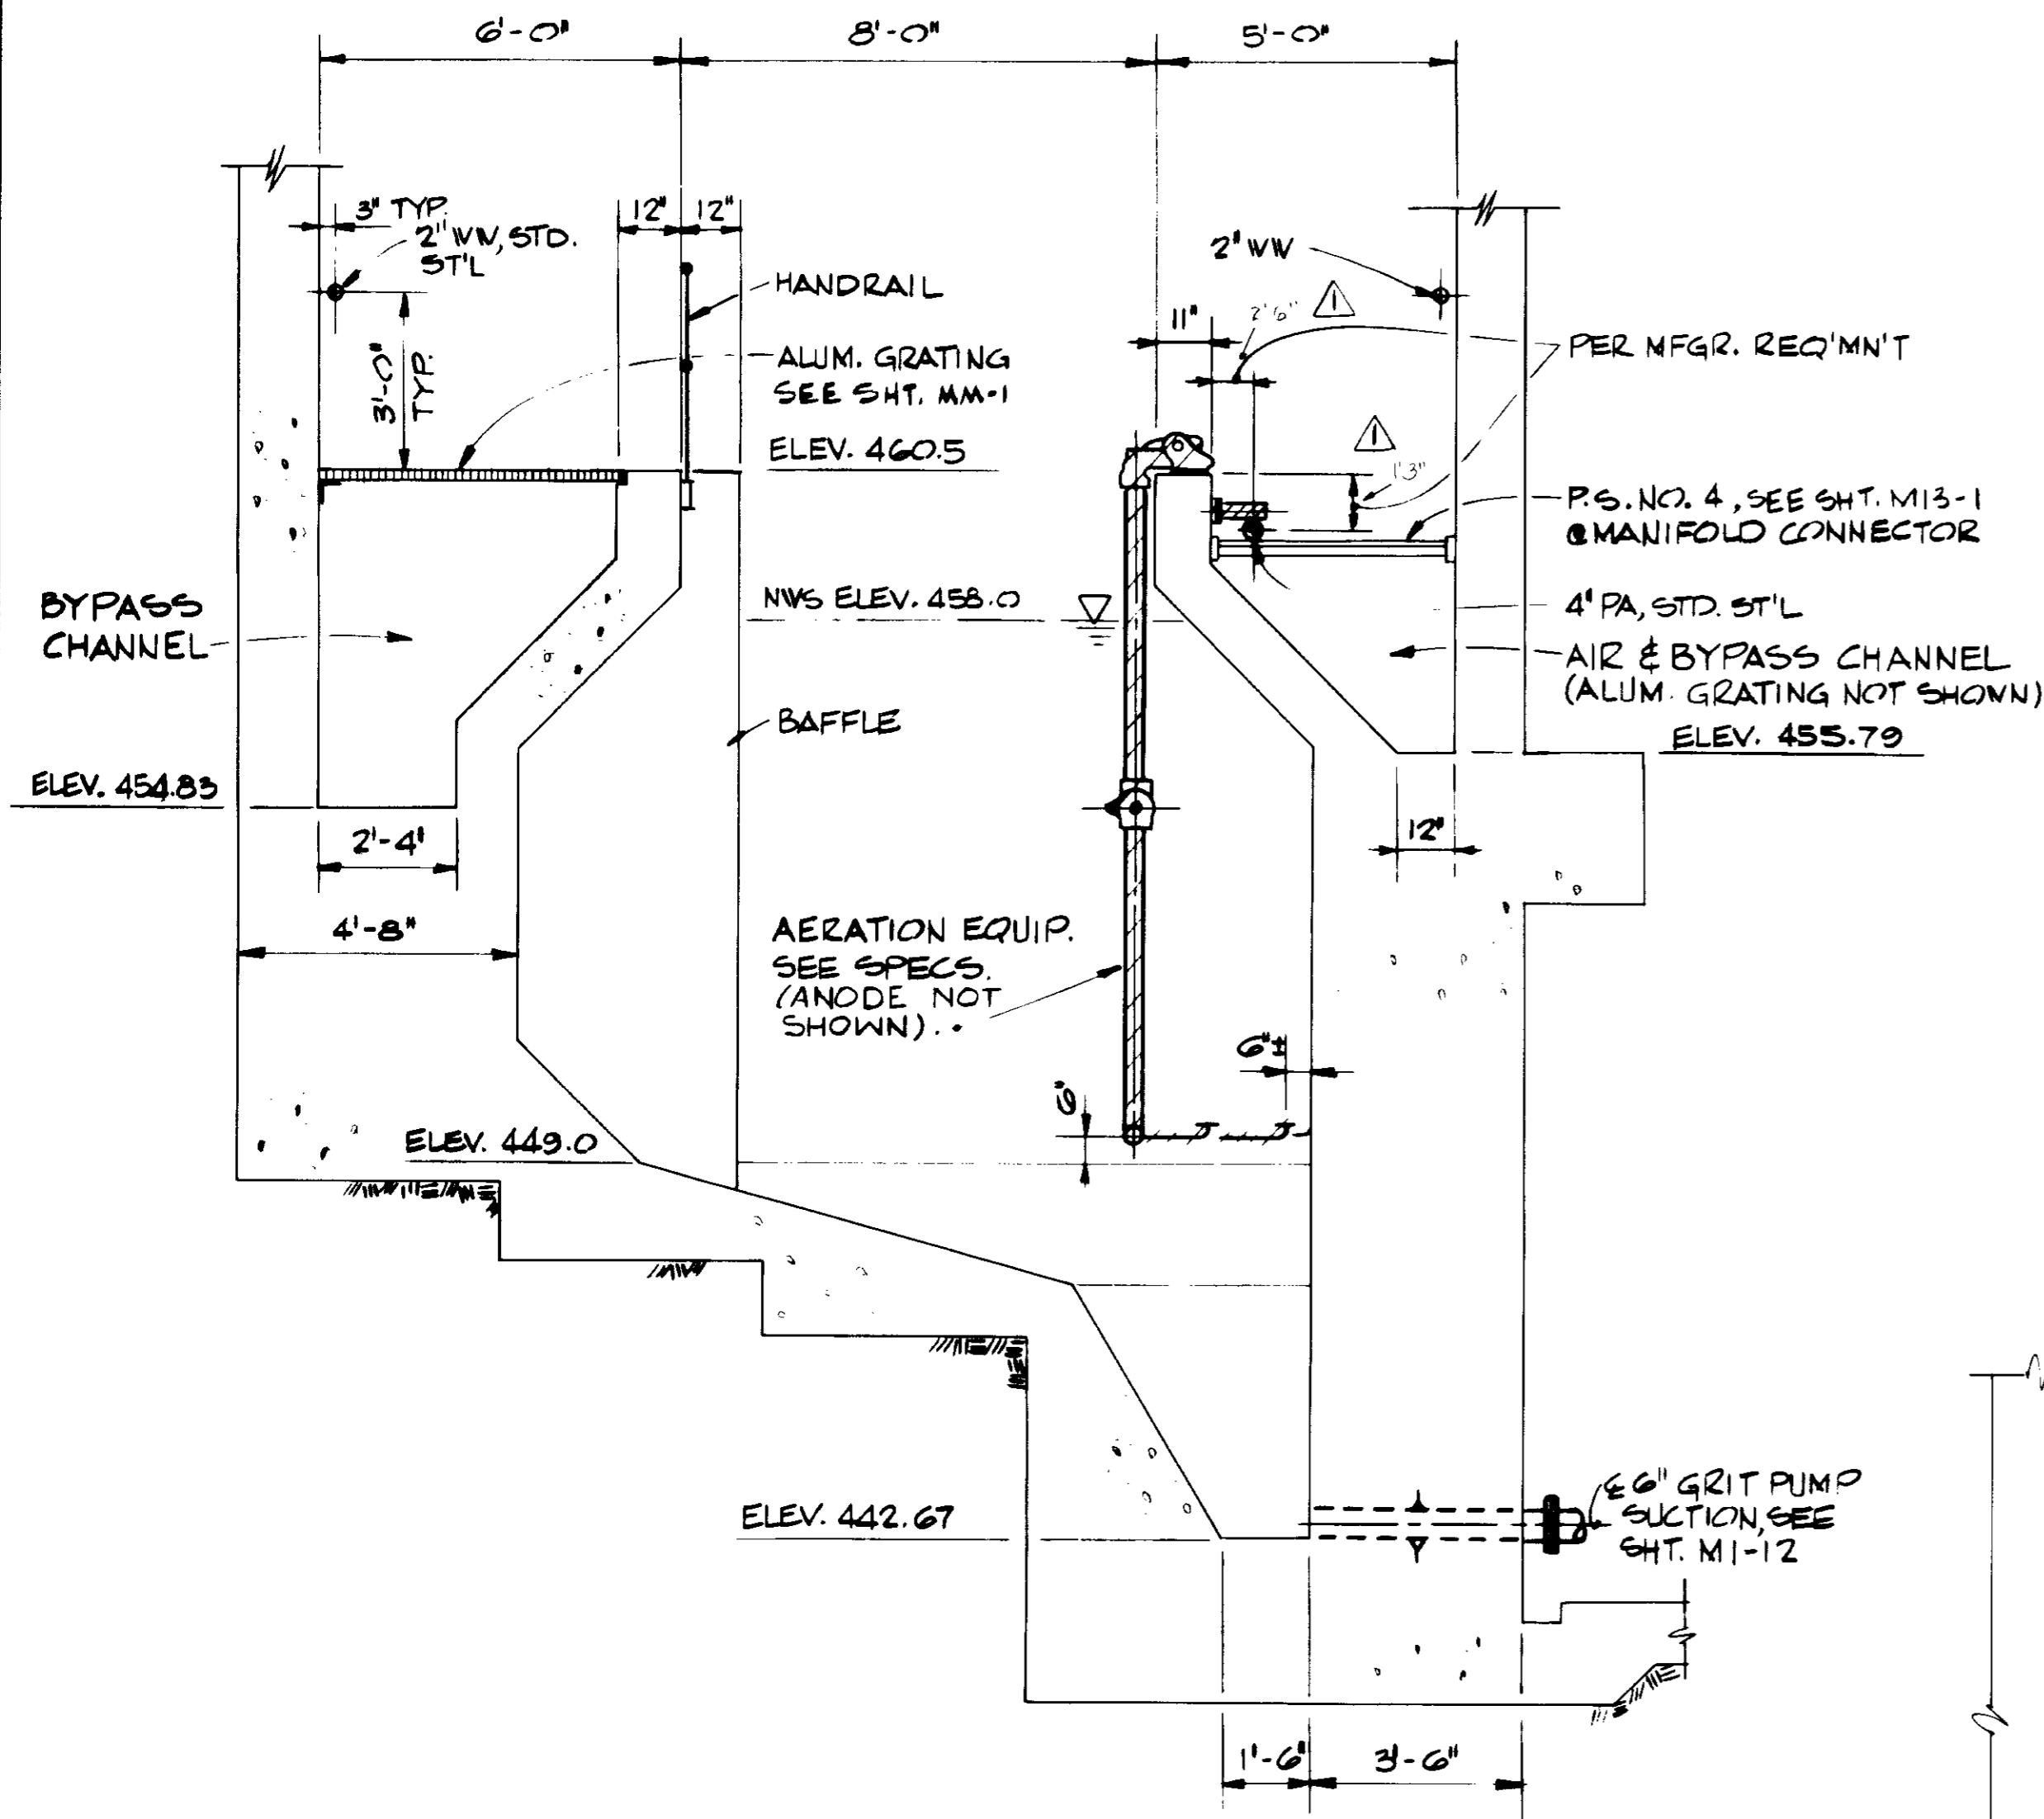 6'-0" 8'-0" 5'-0"
3" TYP.
2" WW, STD.
ST'L
12" 12"
3'-0"
TYP.
HANDRAIL
ALUM. GRATING
SEE SHT. MM-1
ELEV. 460.5
2" WW
11"
2'6"
1
PER MFGR. REQ'MN'T
1
1'3"
P.S. NO. 4, SEE SHT. M13-1
@ MANIFOLD CONNECTOR
NWS ELEV. 458.0
4" PA, STD. ST'L
AIR & BYPASS CHANNEL
(ALUM. GRATING NOT SHOWN)
ELEV. 455.79
BYPASS
CHANNEL
BAFFLE
ELEV. 454.83
2'-4"
12"
4'-8"
AERATION EQUIP.
SEE SPECS.
(ANODE NOT
SHOWN).
6"±
6"
ELEV. 449.0
ELEV. 442.67
℄ 6" GRIT PUMP
SUCTION, SEE
SHT. M1-12
1'-6" 3'-6"